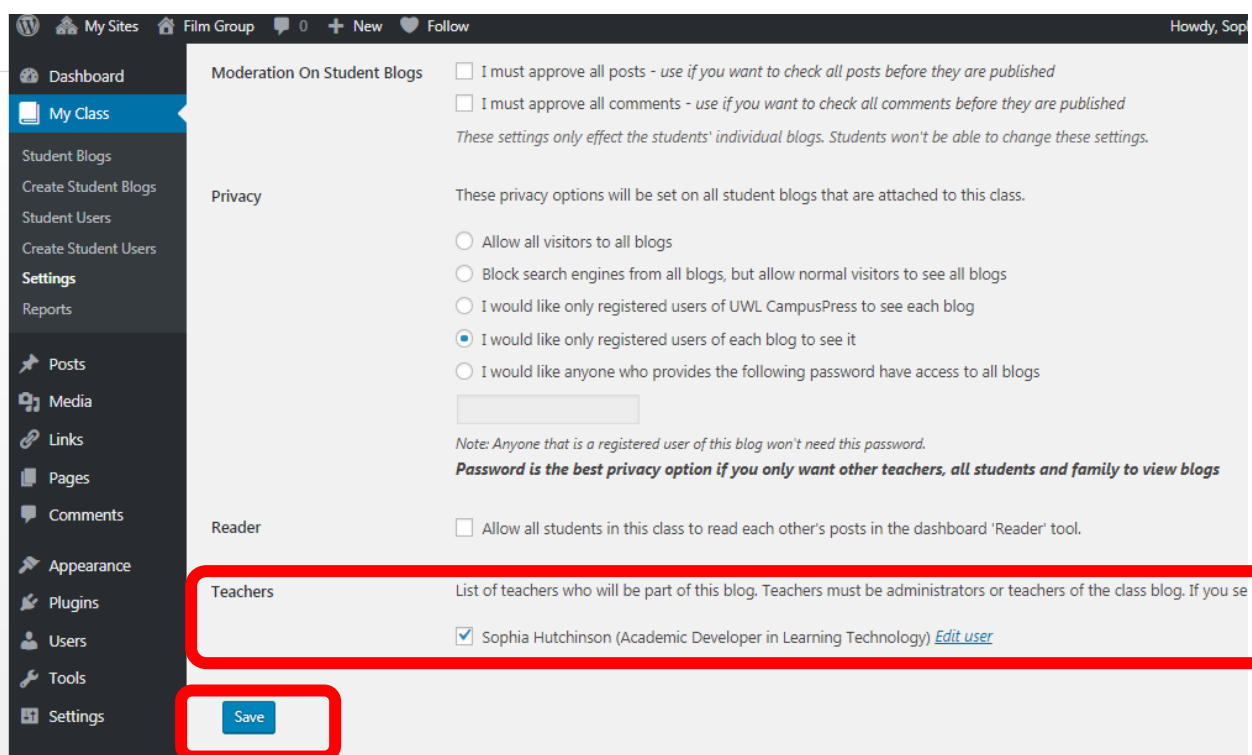 My Sites Film Group 0 New Follow Howdy, Soph
Dashboard
My Class
Student Blogs
Create Student Blogs
Student Users
Create Student Users
Settings
Reports
Posts
Media
Links
Pages
Comments
Appearance
Plugins
Users
Tools
Settings
Moderation On Student Blogs
I must approve all posts - use if you want to check all posts before they are published
I must approve all comments - use if you want to check all comments before they are published
These settings only effect the students' individual blogs. Students won't be able to change these settings.
Privacy
These privacy options will be set on all student blogs that are attached to this class.
Allow all visitors to all blogs
Block search engines from all blogs, but allow normal visitors to see all blogs
I would like only registered users of UWL CampusPress to see each blog
I would like only registered users of each blog to see it
I would like anyone who provides the following password have access to all blogs
Note: Anyone that is a registered user of this blog won't need this password.
Password is the best privacy option if you only want other teachers, all students and family to view blogs
Reader
Allow all students in this class to read each other's posts in the dashboard 'Reader' tool.
Teachers
List of teachers who will be part of this blog. Teachers must be administrators or teachers of the class blog. If you se
Sophia Hutchinson (Academic Developer in Learning Technology) Edit user
Save